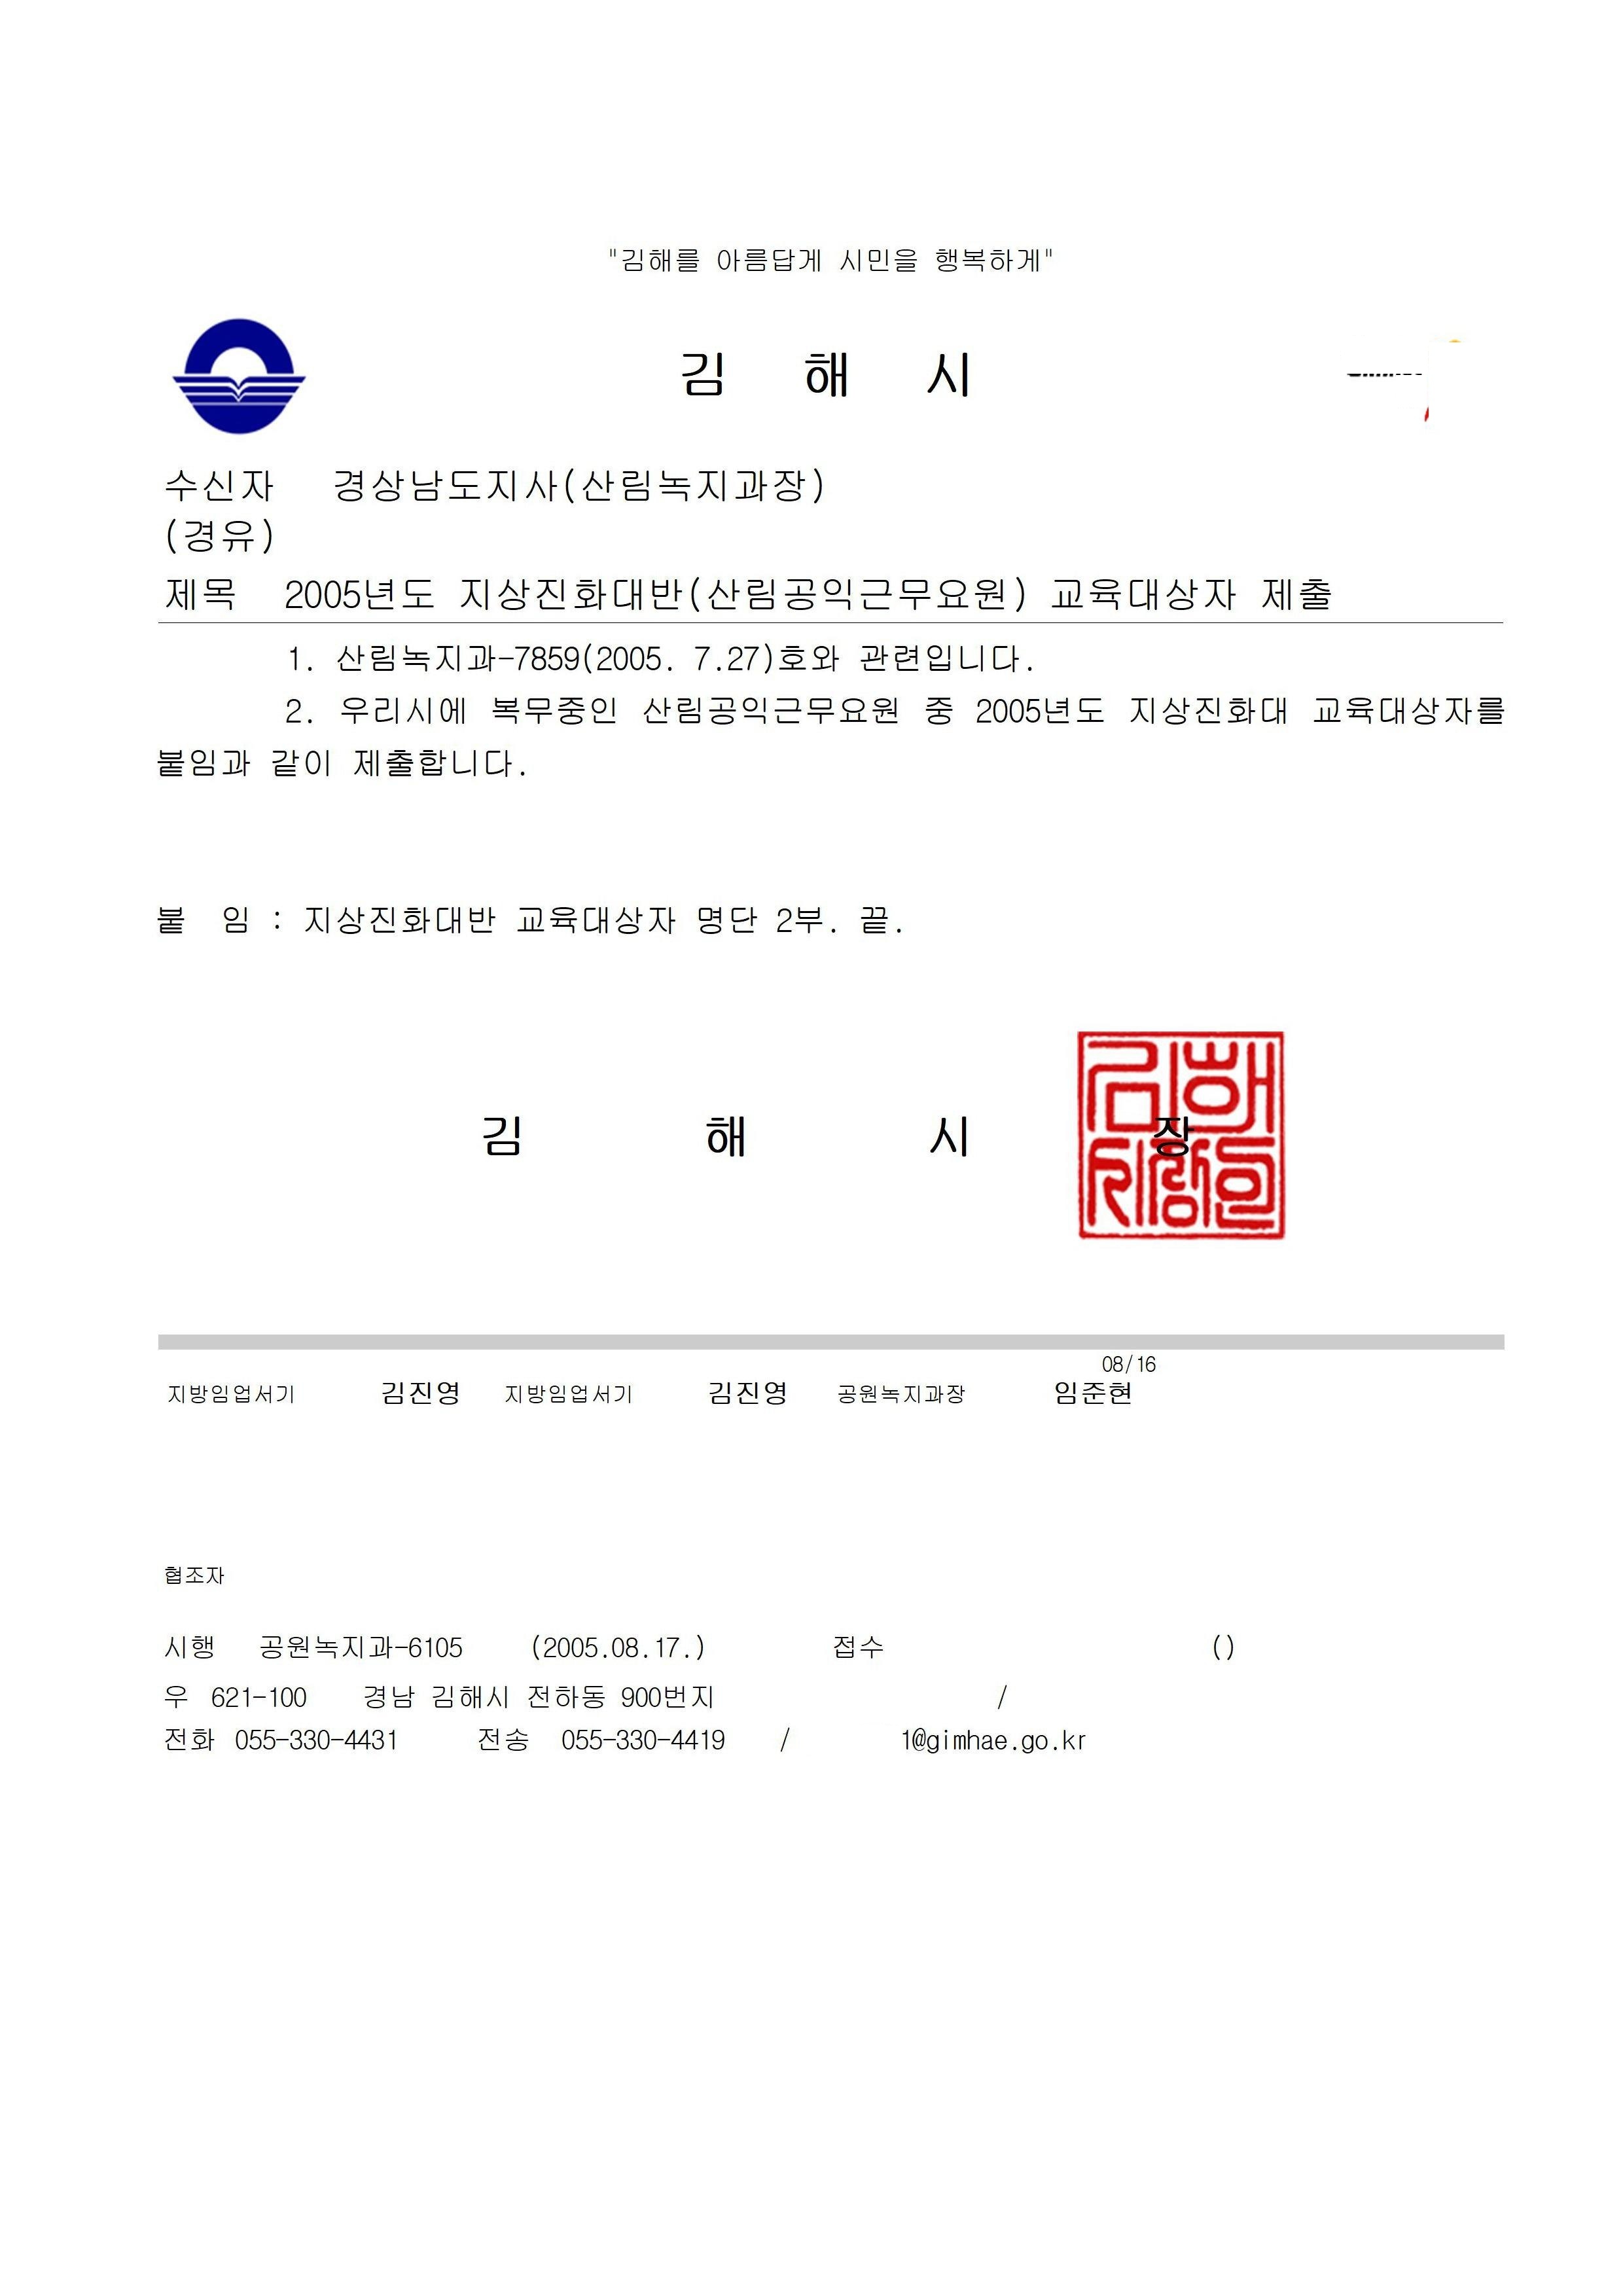 "김해를 아름답게 시민을 행복하게"
김 해 시
수신자 경상남도지사(산림녹지과장)
(경유)
제목 2005년도 지상진화대반(산림공익근무요원) 교육대상자 제출
1. 산림녹지과-7859(2005. 7.27)호와 관련입니다.
2. 우리시에 복무중인 산림공익근무요원 중 2005년도 지상진화대 교육대상자를
붙임과 같이 제출합니다.
붙 임 : 지상진화대반 교육대상자 명단 2부. 끝.
김 해 시 장
08/16
지방임업서기 김진영 지방임업서기 김진영 공원녹지과장 임준현
협조자
시행 공원녹지과-6105 (2005.08.17.) 접수 ()
우 621-100 경남 김해시 전하동 900번지 /
전화 055-330-4431 전송 055-330-4419 / 1@gimhae.go.kr